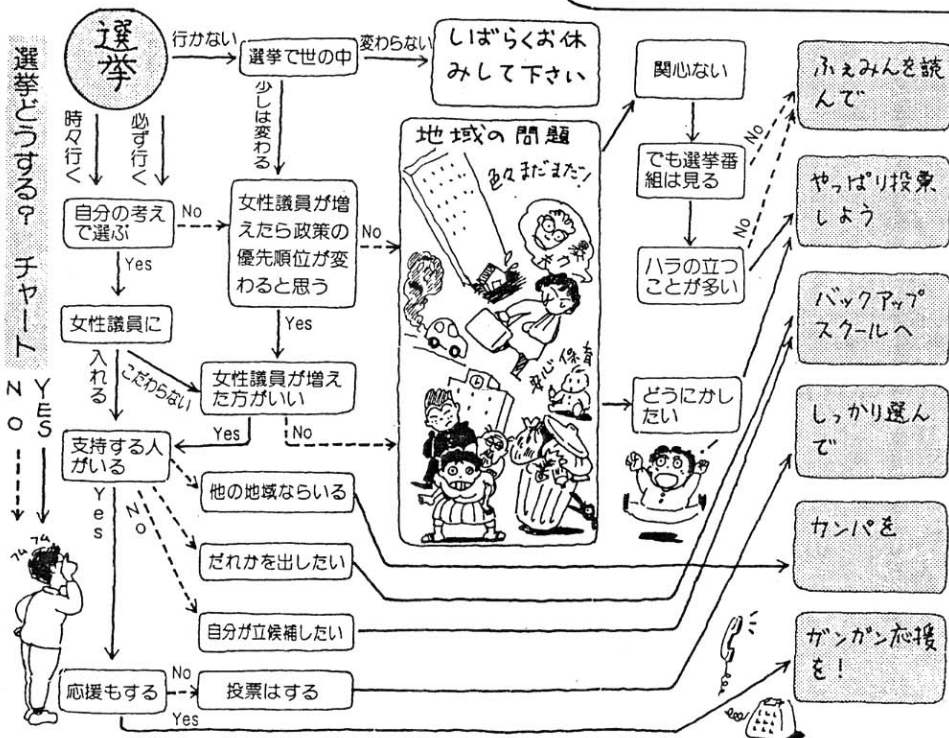 選挙どうする？ チャート
YES
NO
フムフム
選挙
行かない
必ず行く
時々行く
選挙で世の中
変わらない
少しは変わる
しばらくお休
みして下さい
自分の考え
で選ぶ
No
Yes
女性議員が増
えたら政策の
優先順位が変
わると思う
No
Yes
女性議員に
入れる
こだわらない
女性議員が増え
た方がいい
Yes
No
支持する人
がいる
Yes
No
他の地域ならいる
だれかを出したい
自分が立候補したい
応援もする
No
Yes
投票はする
地域の問題
色々まだまだ!
安心保育
関心ない
でも選挙番
組は見る
No
ハラの立つ
ことが多い
No
どうにかし
たい
ふぇみんを読
んで
やっぱり投票
しよう
バックアップ
スクールへ
しっかり選ん
で
カンパを
ガンガン応援
を!